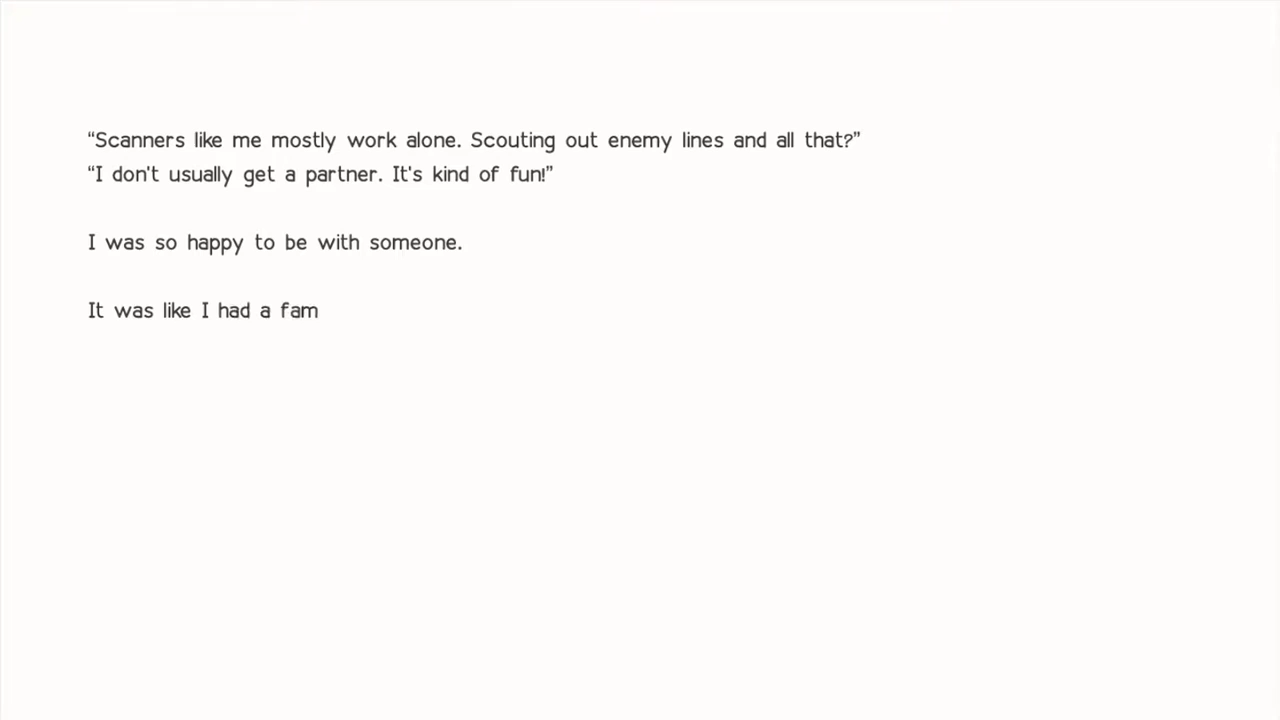 “Scanners like me mostly work alone. Scouting out enemy lines and all that?”
“I don't usually get a partner. It's kind of fun!”
I was so happy to be with someone.
It was like I had a fam